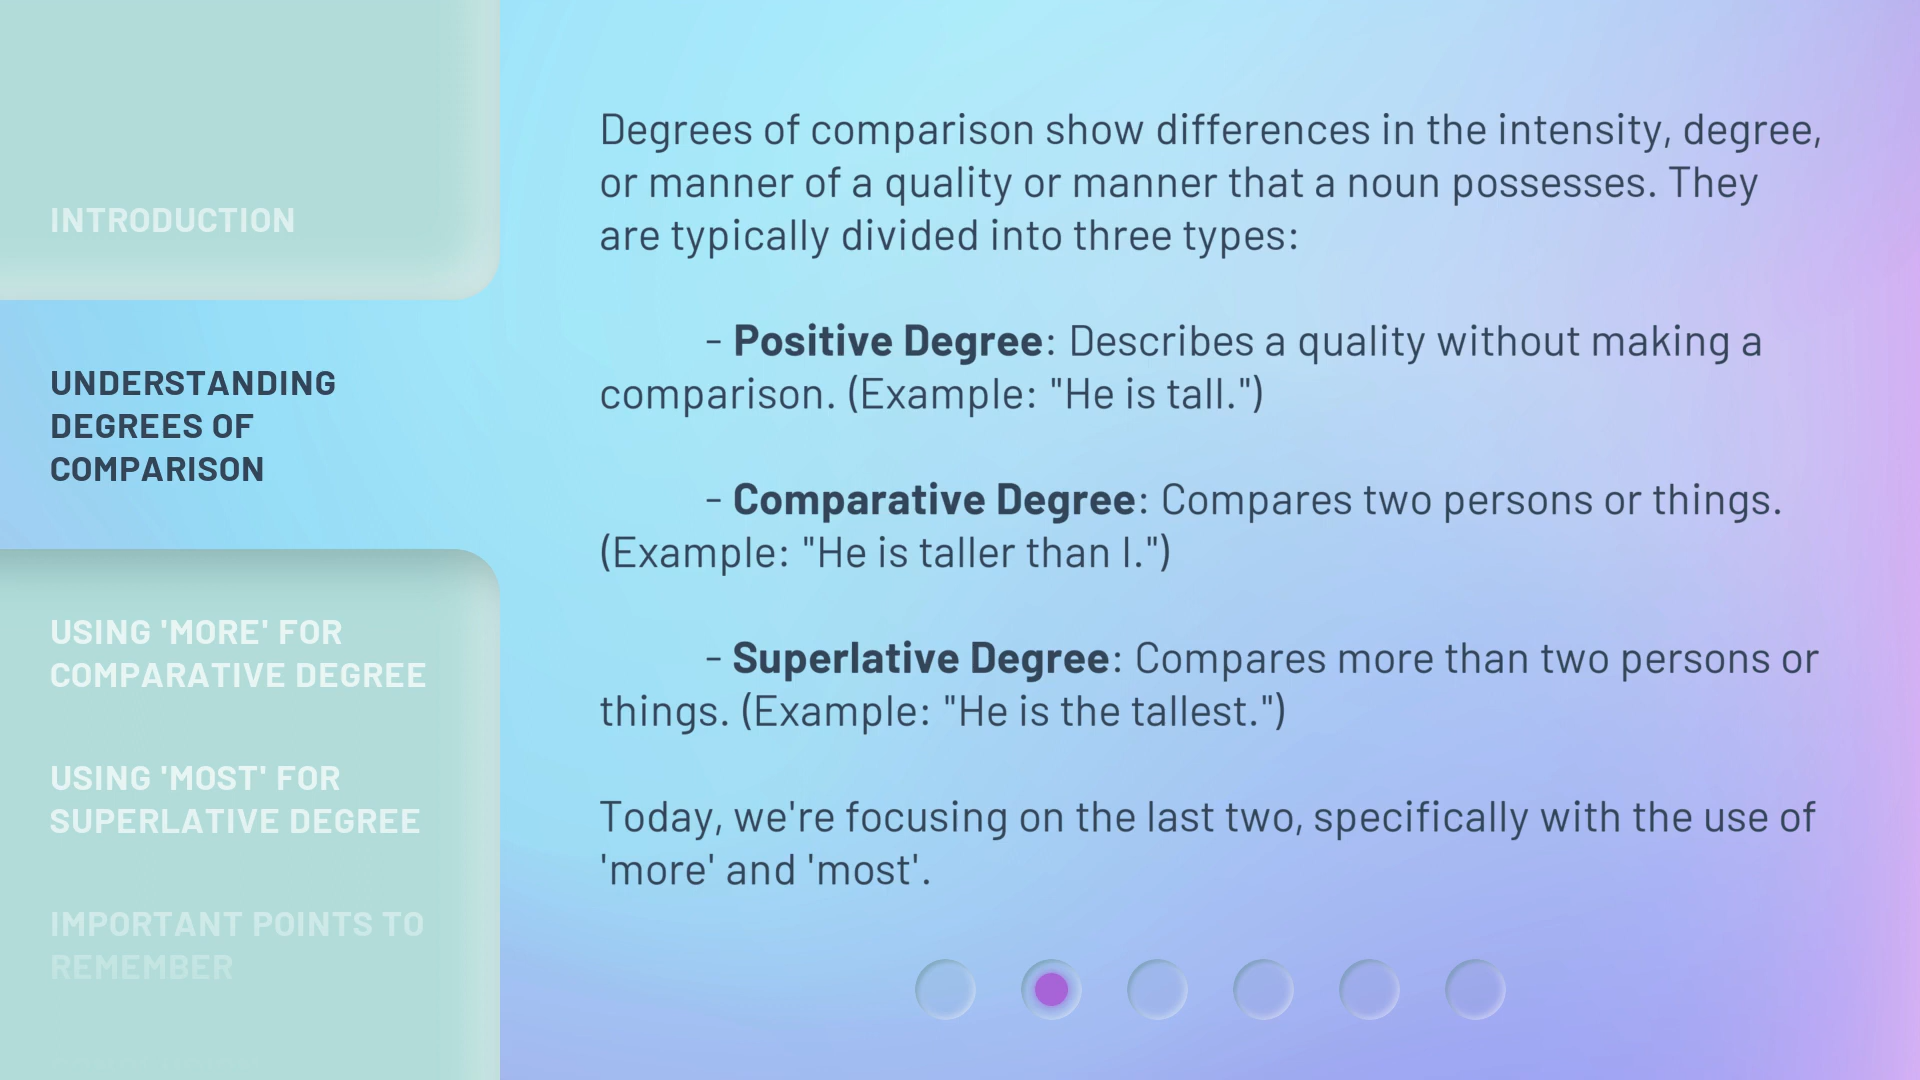 INTRODUCTION
UNDERSTANDING
DEGREES OF
COMPARISON
USING 'MORE' FOR
COMPARATIVE DEGREE
USING 'MOST' FOR
SUPERLATIVE DEGREE
IMPORTANT POINTS TO
REMEMBER
Degrees of comparison show differences in the intensity, degree,
or manner of a quality or manner that a noun possesses. They
are typically divided into three types:
- Positive Degree: Describes a quality without making a
comparison. (Example: "He is tall.")
- Comparative Degree: Compares two persons or things.
(Example: "He is taller than I.")
- Superlative Degree: Compares more than two persons or
things. (Example: "He is the tallest.")
Today, we're focusing on the last two, specifically with the use of
'more' and 'most'.